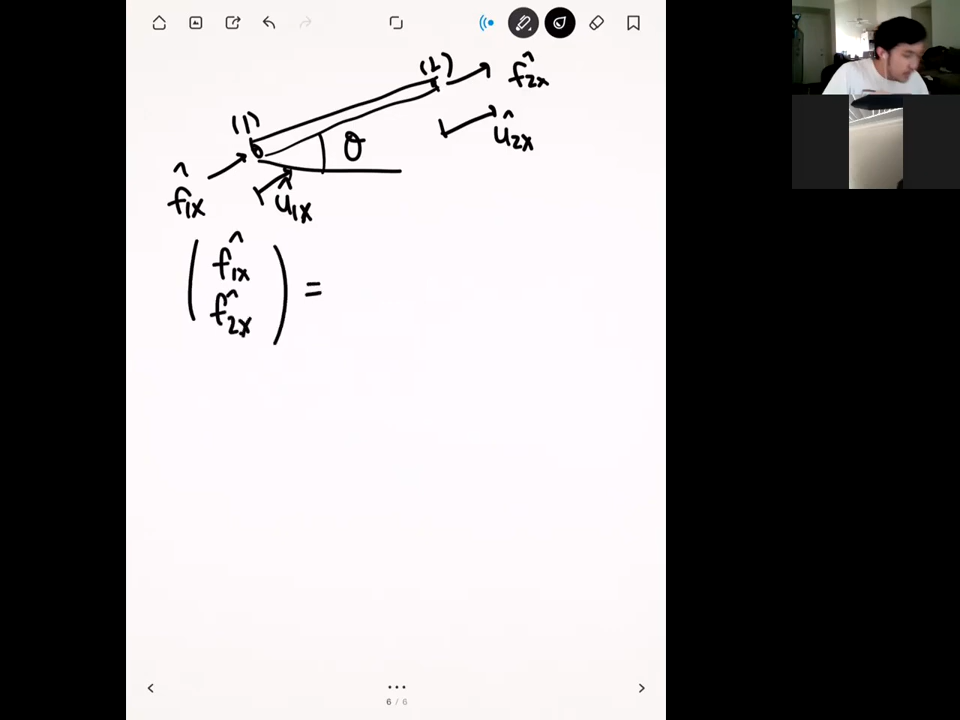 (1)
(2)
f̂2x
û2x
θ
f̂1x
û1x
( f̂1x
f̂2x ) =
6 / 6